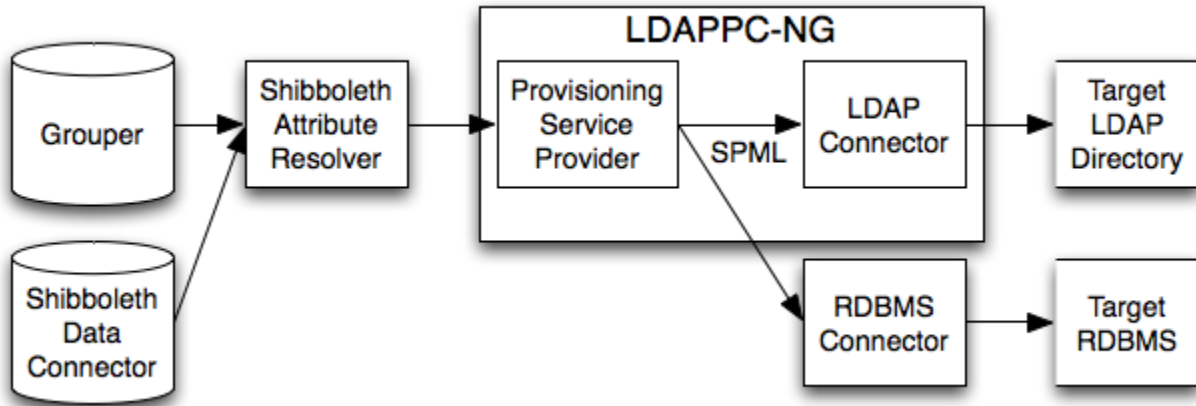 LDAPPC-NG
Grouper
Shibboleth
Attribute
Resolver
Provisioning
Service
Provider
SPML
LDAP
Connector
Target
LDAP
Directory
Shibboleth
Data
Connector
RDBMS
Connector
Target
RDBMS